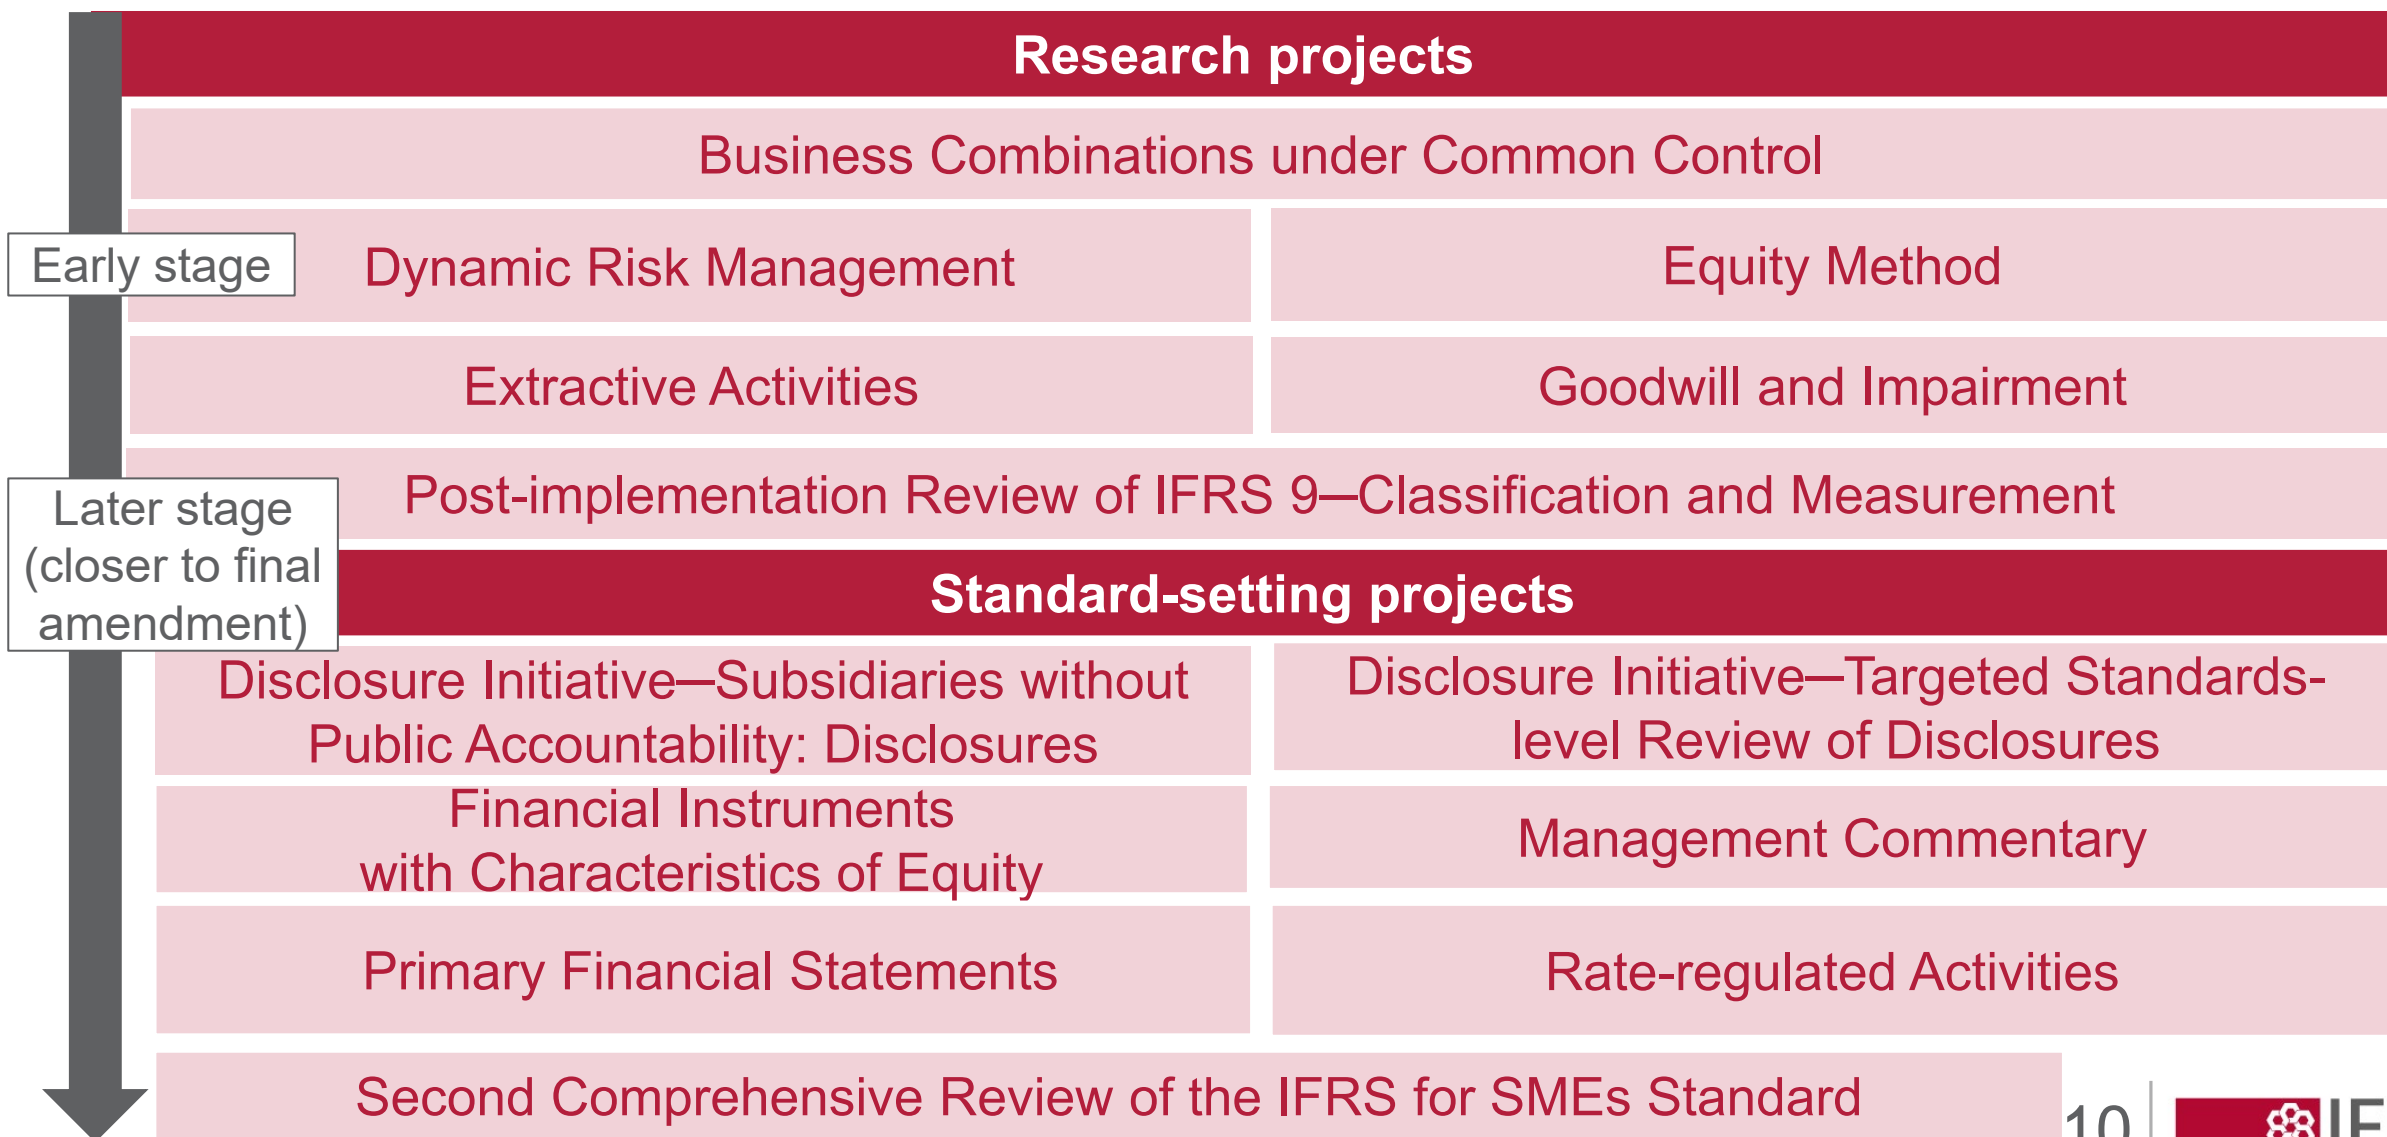 Research projects
Business Combinations under Common Control
Early stage
Dynamic Risk Management
Equity Method
Extractive Activities
Goodwill and Impairment
Post-implementation Review of IFRS 9—Classification and Measurement
Later stage
(closer to final
amendment)
Standard-setting projects
Disclosure Initiative—Subsidiaries without
Public Accountability: Disclosures
Disclosure Initiative—Targeted Standards-
level Review of Disclosures
Financial Instruments
with Characteristics of Equity
Management Commentary
Primary Financial Statements
Rate-regulated Activities
Second Comprehensive Review of the IFRS for SMEs Standard
10